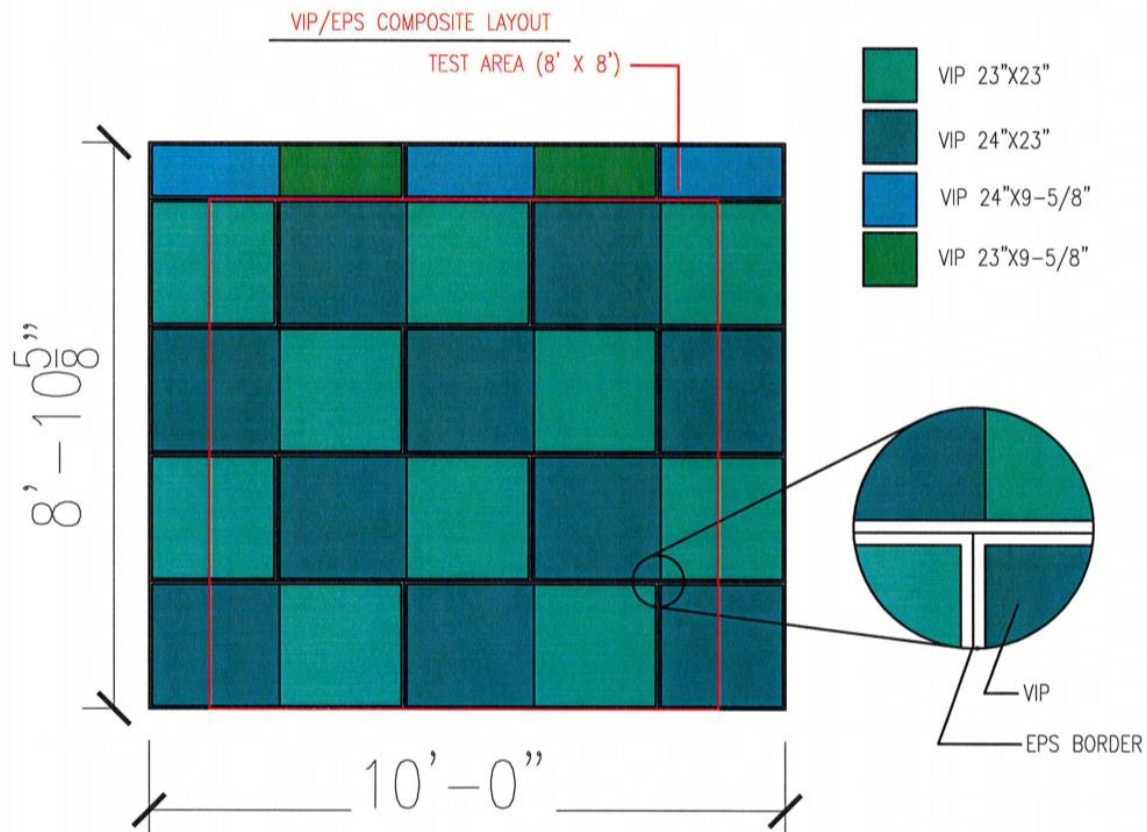 VIP/EPS COMPOSITE LAYOUT
TEST AREA (8' X 8')
VIP 23"X23"
VIP 24"X23"
VIP 24"X9-5/8"
VIP 23"X9-5/8"
8'-10 5/8"
VIP
EPS BORDER
10'-0"